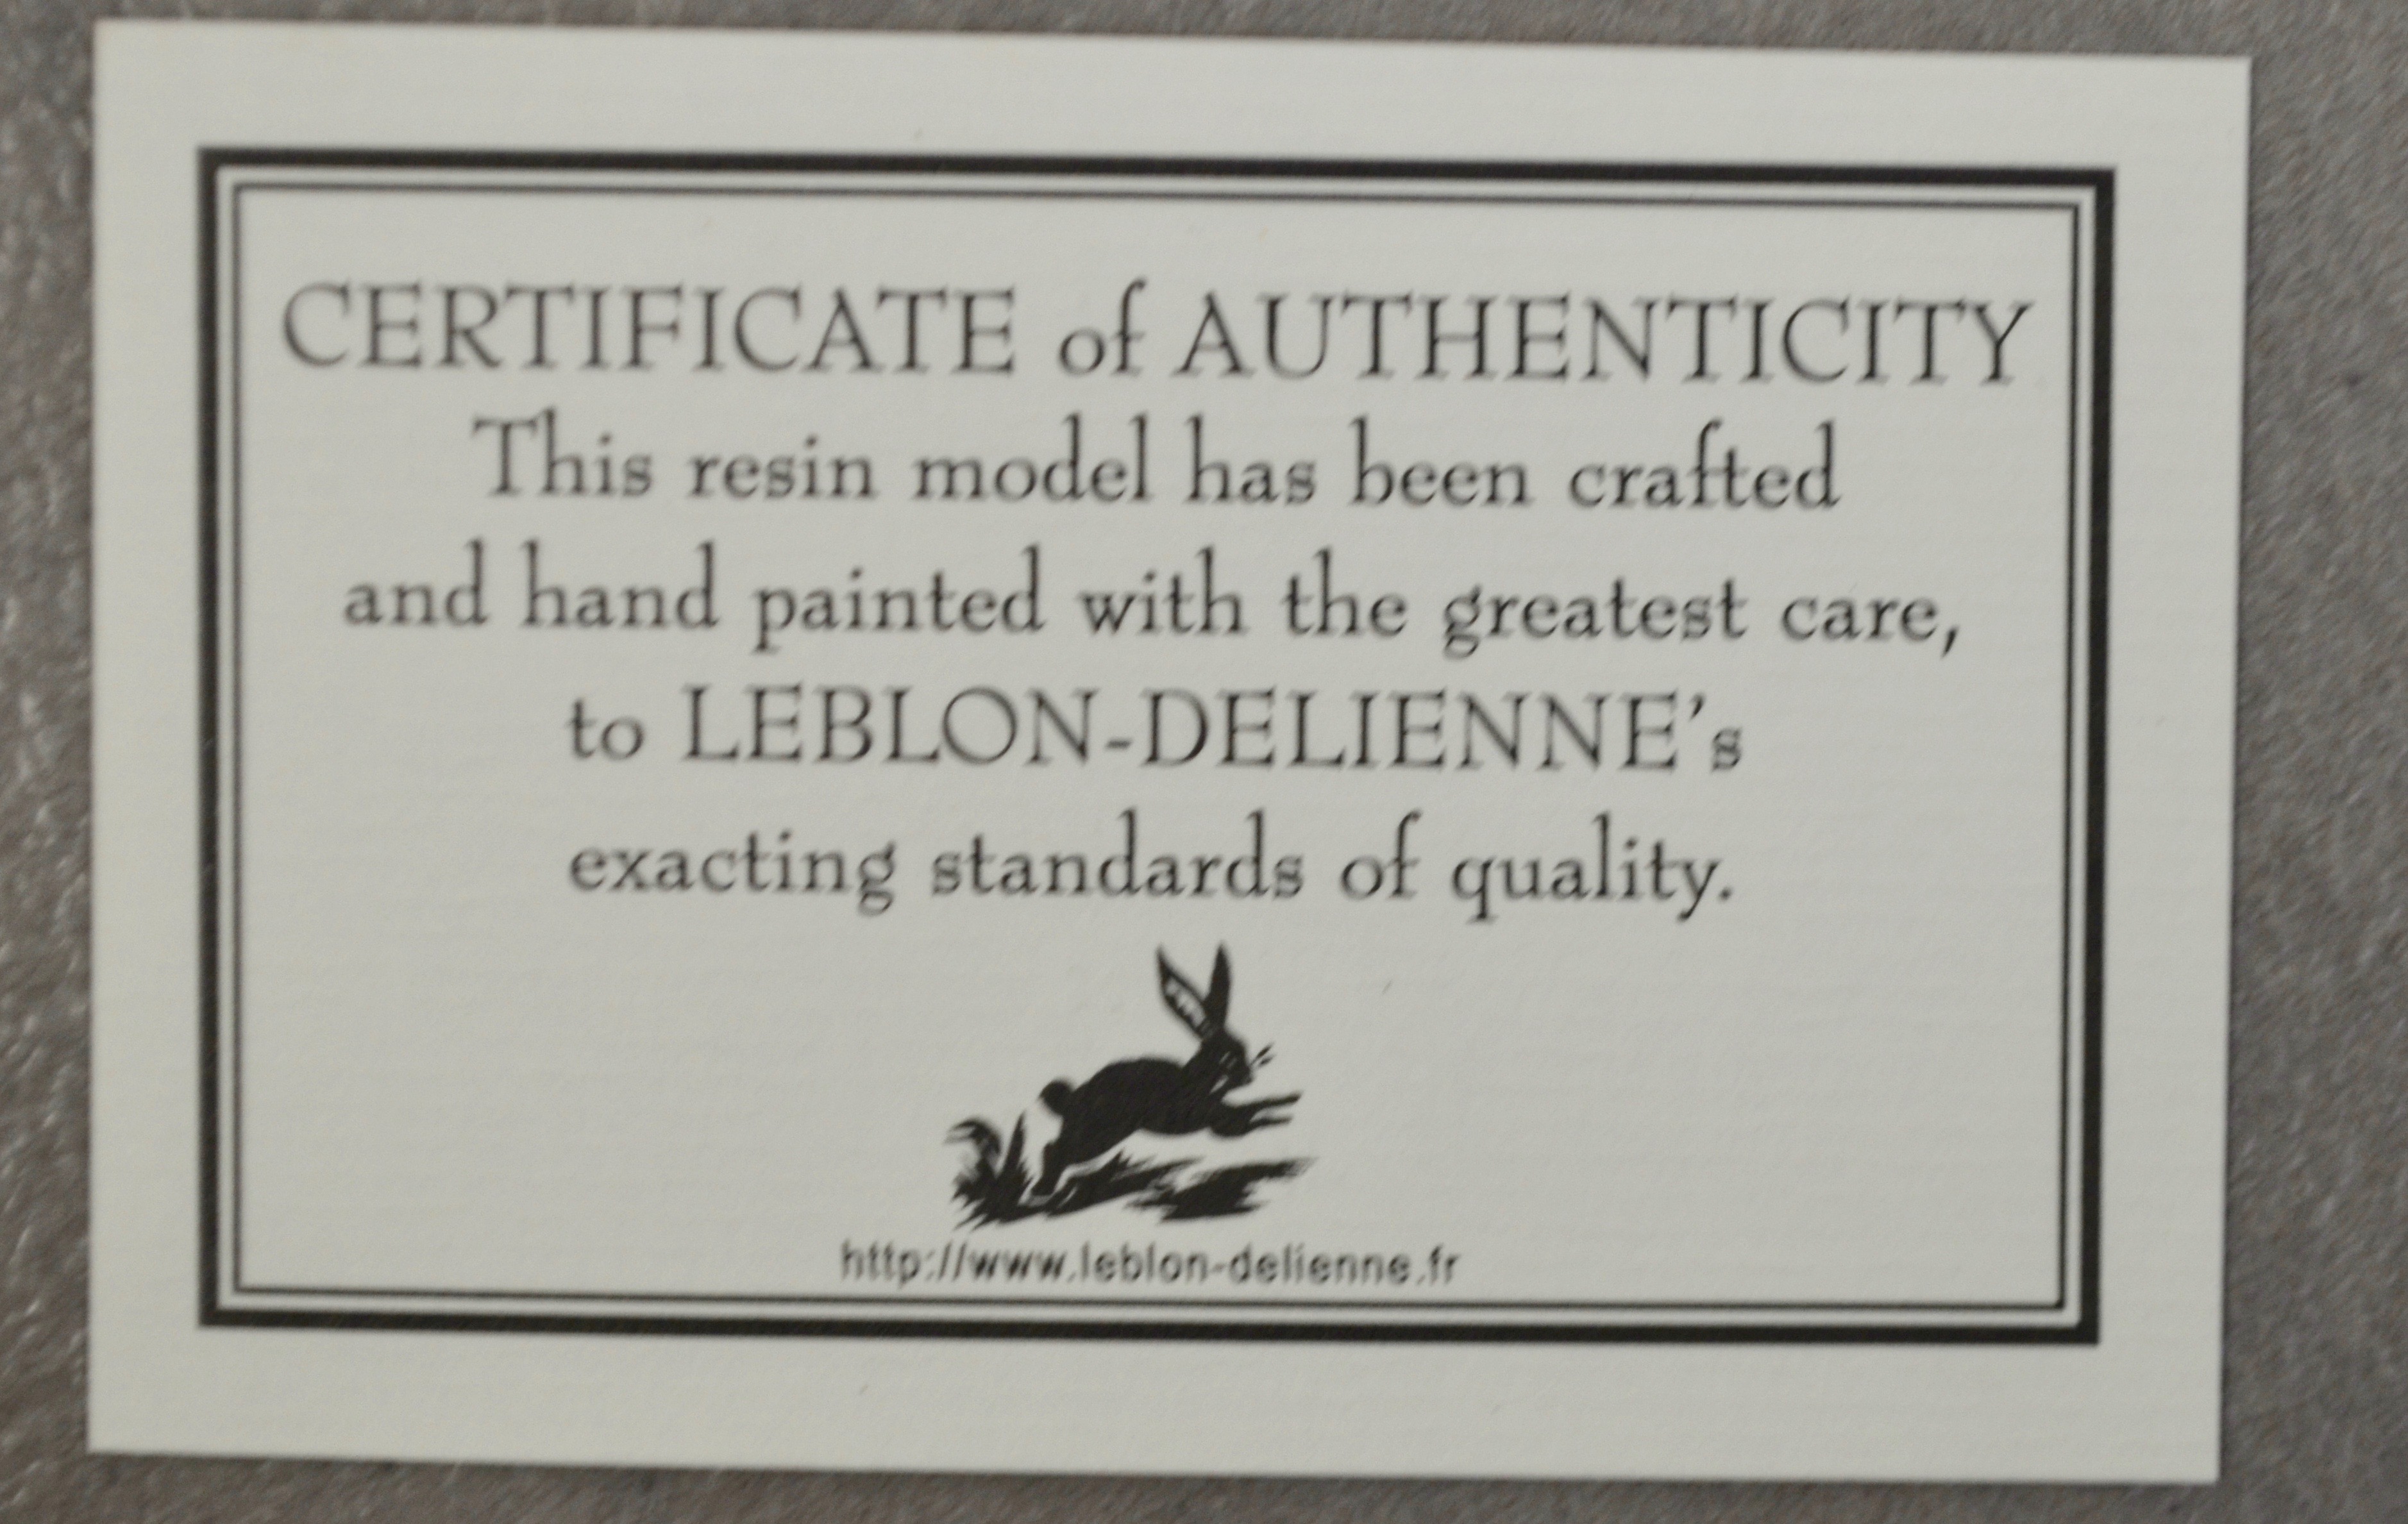 CERTIFICATE of AUTHENTICITY
This resin model has been crafted
and hand painted with the greatest care,
to LEBLON-DELIENNE's
exacting standards of quality.
http://www.leblon-delienne.fr